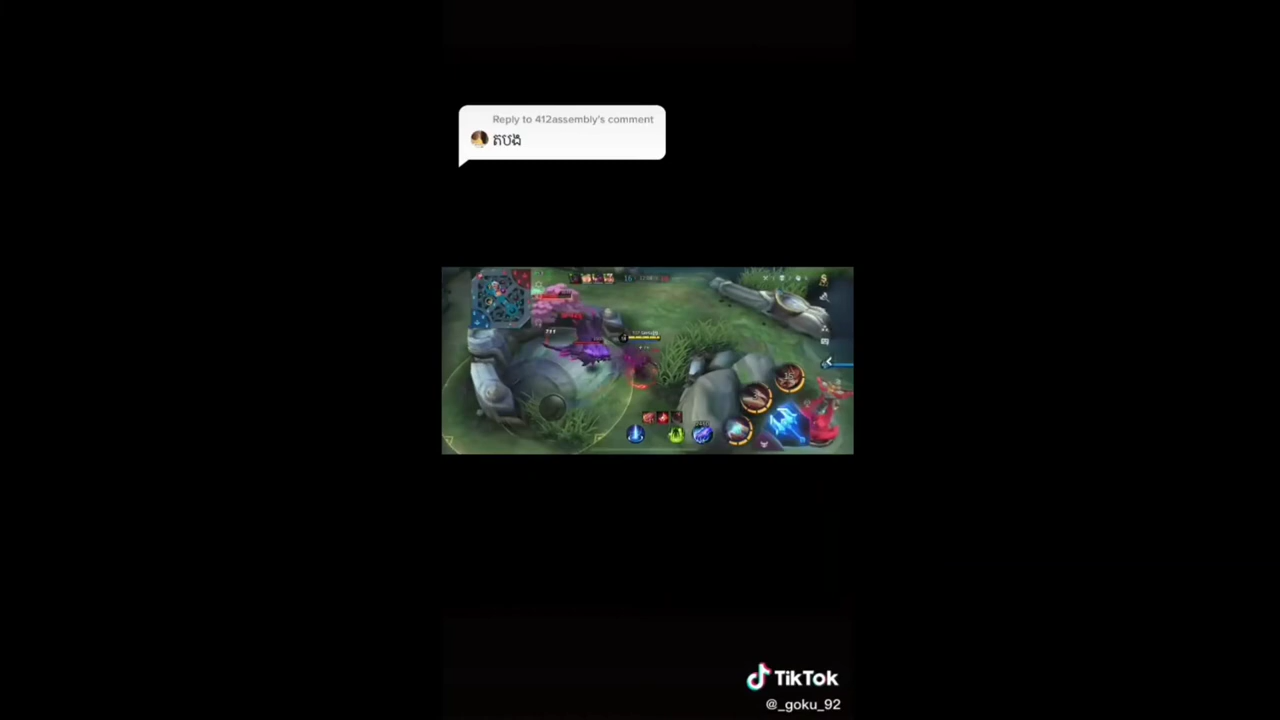 Reply to 412assembly's comment
តបង
TikTok
@_goku_92